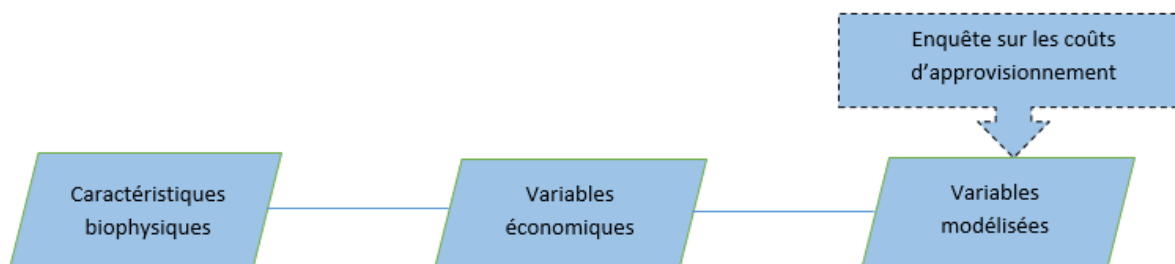 Enquête sur les coûts
d’approvisionnement
Caractéristiques
biophysiques
Variables
économiques
Variables
modélisées